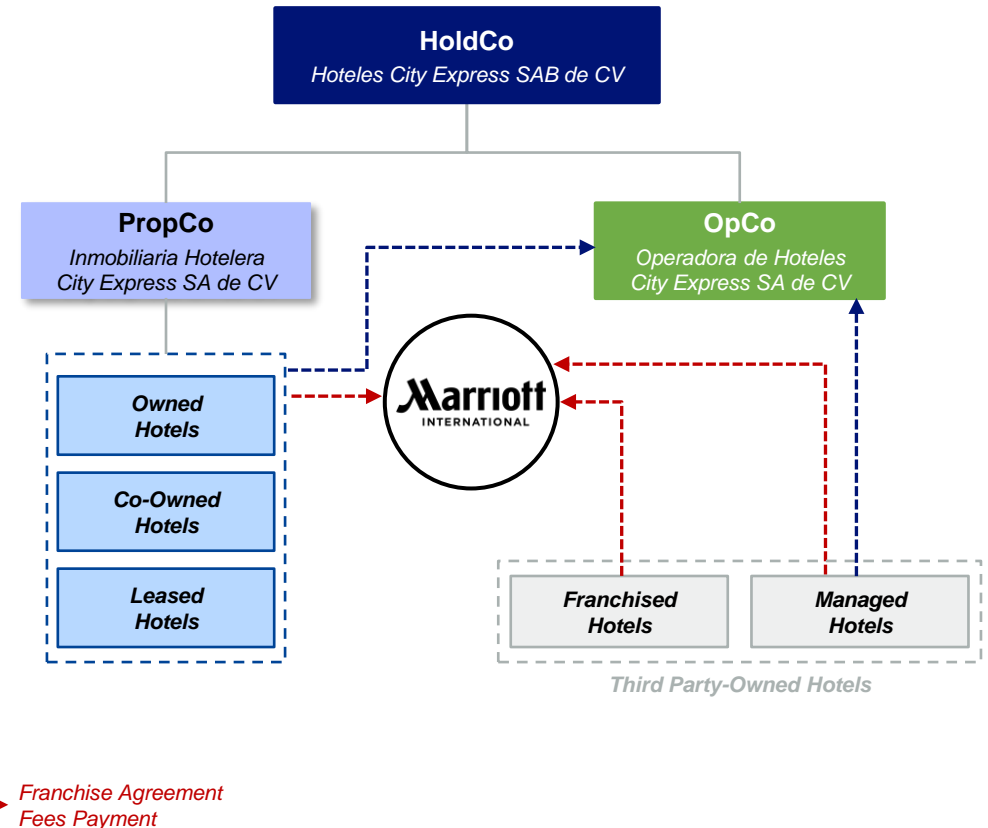 HoldCo
Hoteles City Express SAB de CV
PropCo
Inmobiliaria Hotelera
City Express SA de CV
OpCo
Operadora de Hoteles
City Express SA de CV
Marriott
INTERNATIONAL
Owned
Hotels
Co-Owned
Hotels
Leased
Hotels
Franchised
Hotels
Managed
Hotels
Third Party-Owned Hotels
Franchise Agreement
Fees Payment